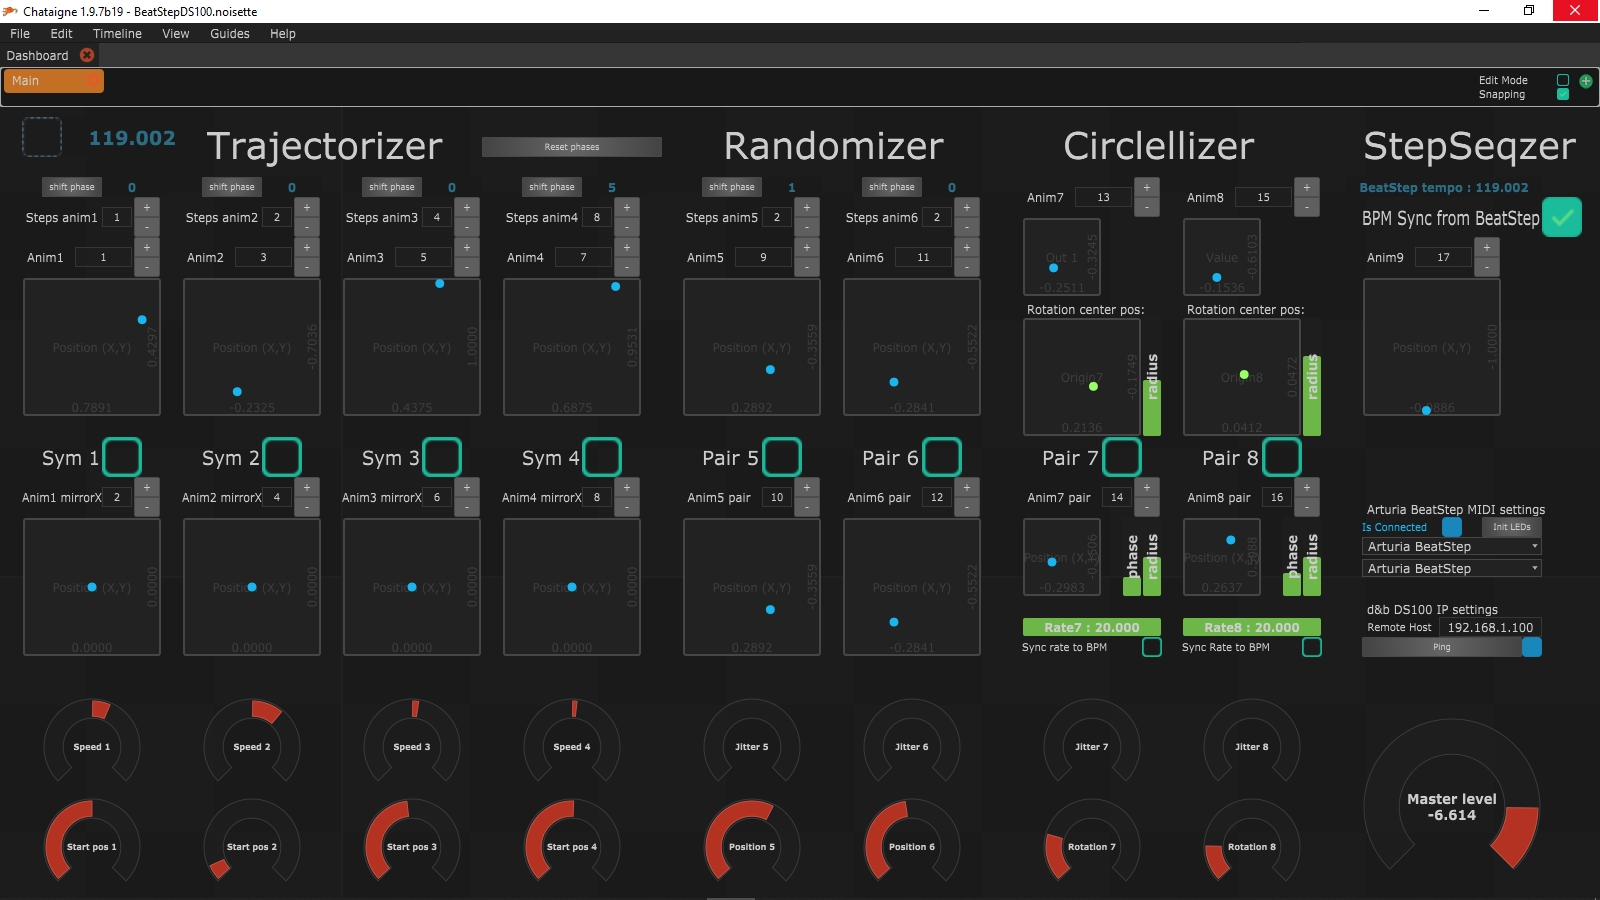 Chataigne 1.9.7b19 - BeatStepDS100.noisette
File Edit Timeline View Guides Help
Dashboard
Main
Edit Mode
Snapping
119.002
Trajectorizer
Reset phases
Randomizer
Circlellizer
StepSeqzer
shift phase 0 shift phase 0 shift phase 0 shift phase 5 shift phase 1 shift phase 0
BeatStep tempo : 119.002
Anim7 13 + - Anim8 15 + -
Steps anim1 1 + - Steps anim2 2 + - Steps anim3 4 + - Steps anim4 8 + - Steps anim5 2 + - Steps anim6 2 + -
BPM Sync from BeatStep
Anim1 1 + - Anim2 3 + - Anim3 5 + - Anim4 7 + - Anim5 9 + - Anim6 11 + - Anim9 17 + -
Out 1 -0.3245 -0.2511
Value -0.6103 -0.1536
Rotation center pos: Rotation center pos:
Position (X,Y) 0.4297 0.7891
Position (X,Y) -0.7036 -0.2325
Position (X,Y) 1.0000 0.4375
Position (X,Y) 0.9531 0.6875
Position (X,Y) -0.3559 0.2892
Position (X,Y) -0.5522 -0.2841
Origin7 -0.1749 0.2136 radius
Origin8 0.0472 0.0412 radius
Position (X,Y) -1.0000
Sym 1 Sym 2 Sym 3 Sym 4 Pair 5 Pair 6 Pair 7 Pair 8
Anim1 mirrorX 2 + - Anim2 mirrorX 4 + - Anim3 mirrorX 6 + - Anim4 mirrorX 8 + - Anim5 pair 10 + - Anim6 pair 12 + - Anim7 pair 14 + - Anim8 pair 16 + -
Arturia BeatStep MIDI settings
Is Connected Init LEDs
Arturia BeatStep
Arturia BeatStep
Position (X,Y) 0.0000 0.0000
Position (X,Y) 0.0000 0.0000
Position (X,Y) 0.0000 0.0000
Position (X,Y) 0.0000 0.0000
Position (X,Y) -0.3559 0.2892
Position (X,Y) -0.5522 -0.2841
-0.2983 phase radius
0.2637 phase radius
d&b DS100 IP settings
Rate7 : 20.000 Rate8 : 20.000
Remote Host 192.168.1.100
Sync rate to BPM Sync Rate to BPM
Ping
Speed 1 Speed 2 Speed 3 Speed 4 Jitter 5 Jitter 6 Jitter 7 Jitter 8
Master level
-6.614
Start pos 1 Start pos 2 Start pos 3 Start pos 4 Position 5 Position 6 Rotation 7 Rotation 8